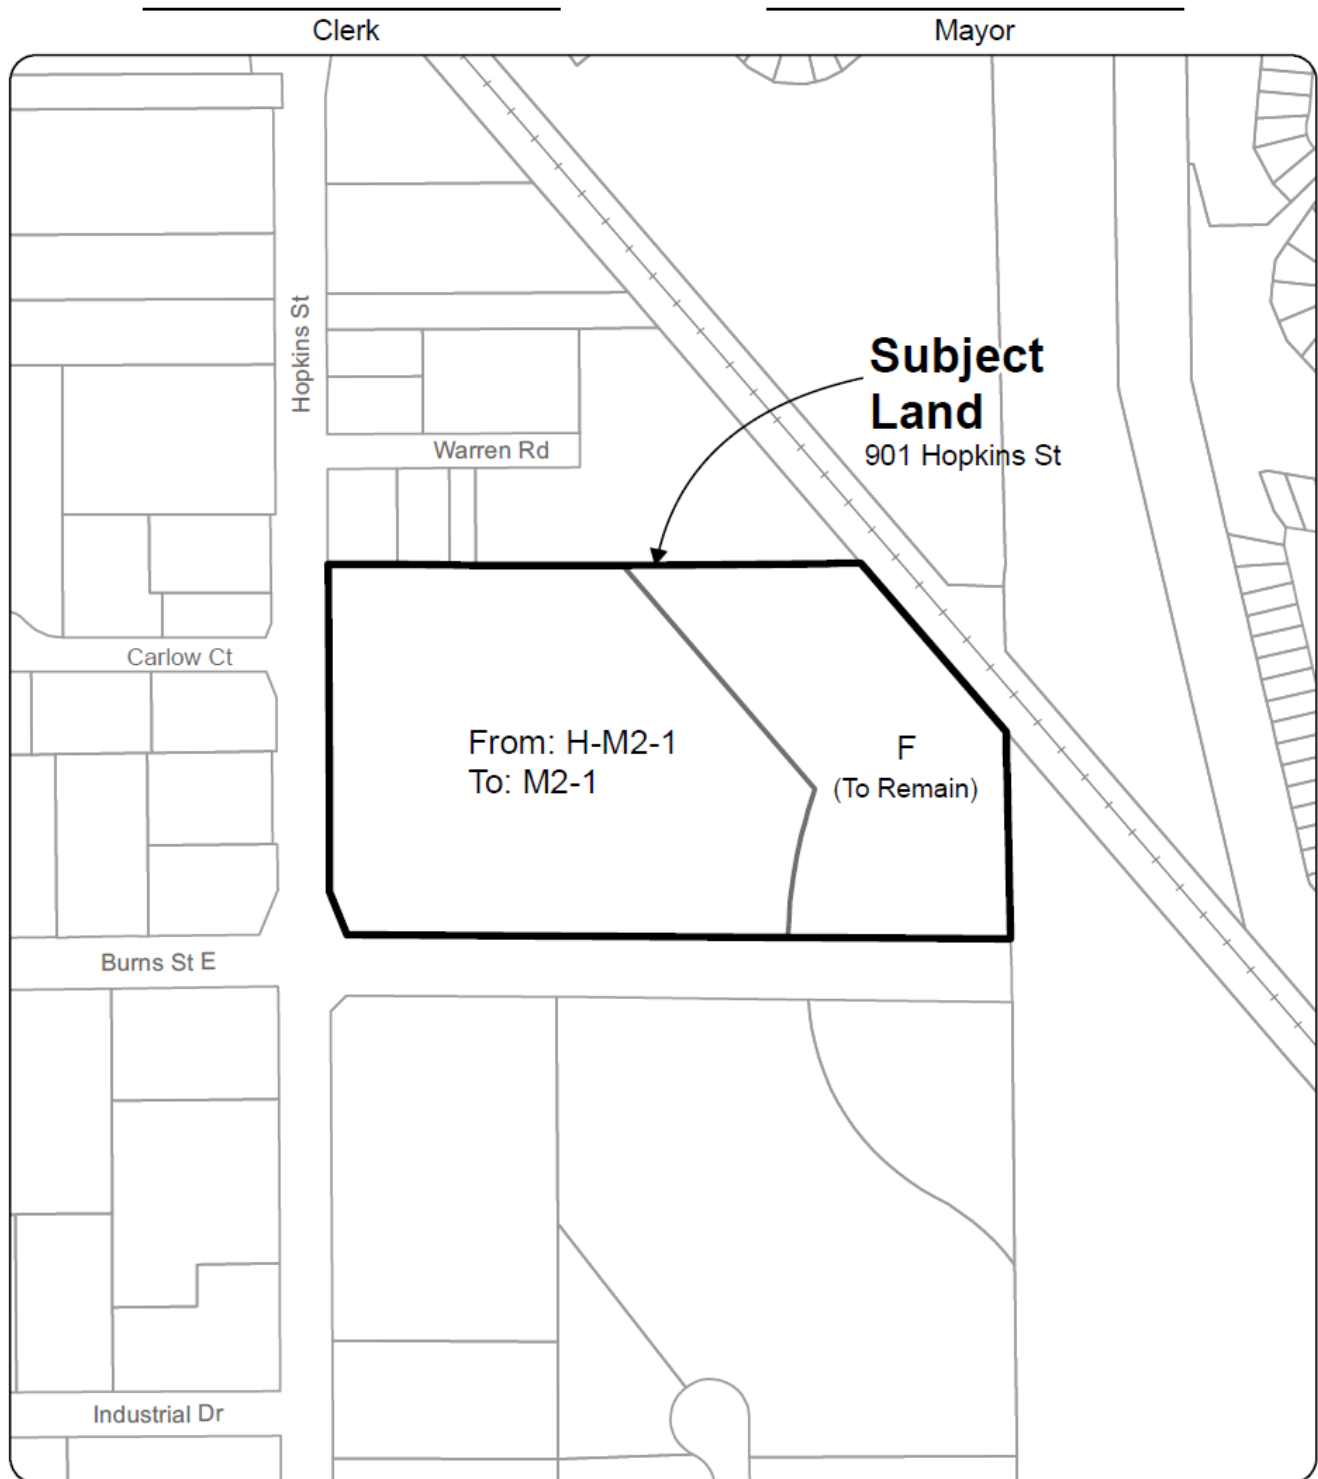 Clerk
Mayor
Hopkins St
Subject
Land
901 Hopkins St
Warren Rd
Carlow Ct
From: H-M2-1
To: M2-1
F
(To Remain)
Burns St E
Industrial Dr